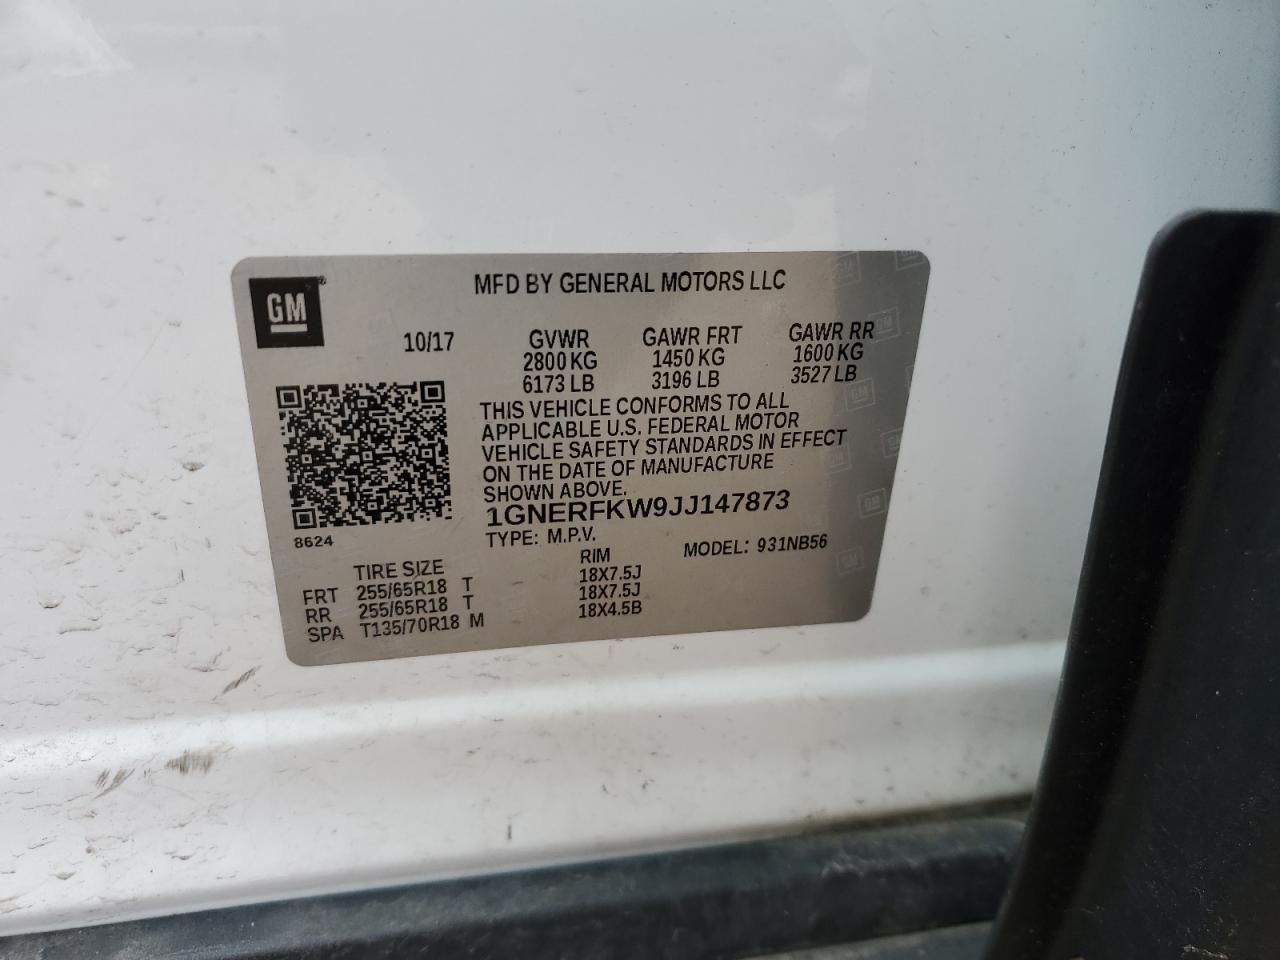 GM®
MFD BY GENERAL MOTORS LLC
10/17 GVWR GAWR FRT GAWR RR
2800 KG 1450 KG 1600 KG
6173 LB 3196 LB 3527 LB
THIS VEHICLE CONFORMS TO ALL
APPLICABLE U.S. FEDERAL MOTOR
VEHICLE SAFETY STANDARDS IN EFFECT
ON THE DATE OF MANUFACTURE
SHOWN ABOVE.
1GNERFKW9JJ147873
8624
TYPE: M.P.V. MODEL: 931NB56
TIRE SIZE RIM
FRT 255/65R18 T 18X7.5J
RR 255/65R18 T 18X7.5J
SPA T135/70R18 M 18X4.5B